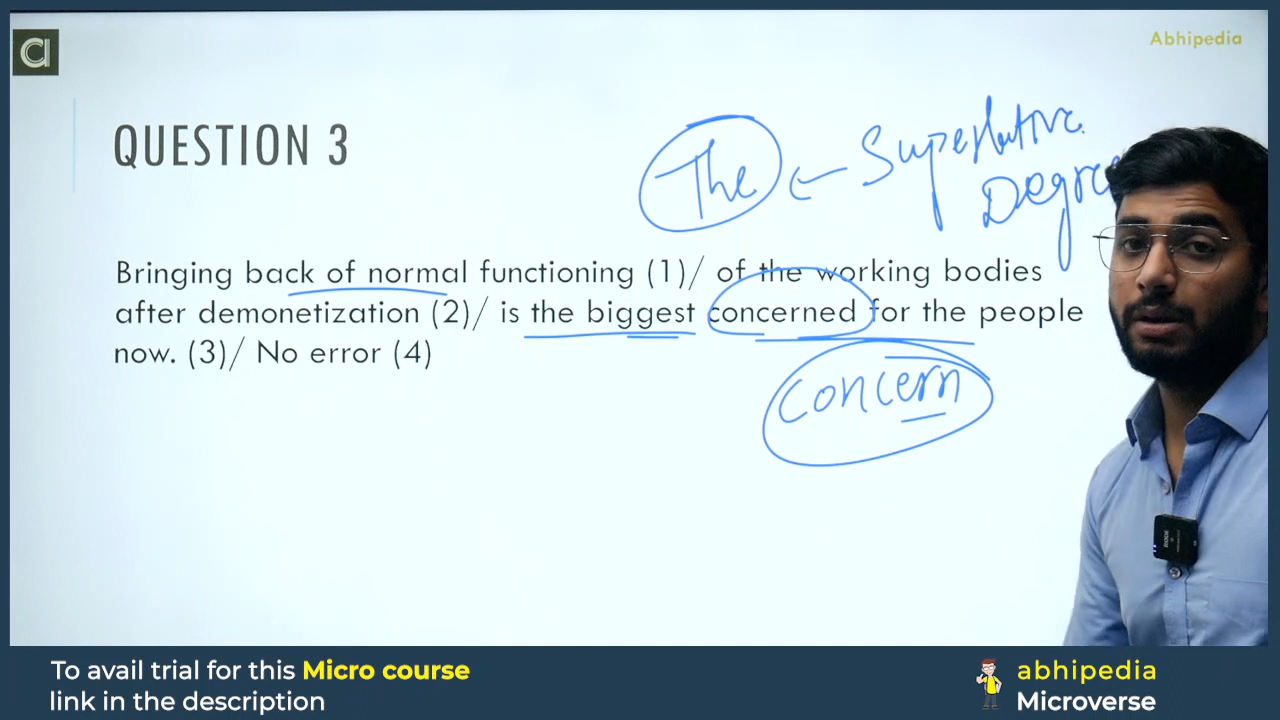 Abhipedia
QUESTION 3
The ← Superlative
Degree
Bringing back of normal functioning (1)/ of the working bodies
after demonetization (2)/ is the biggest concerned for the people
now. (3)/ No error (4)
concern
To avail trial for this Micro course
link in the description
abhipedia
Microverse